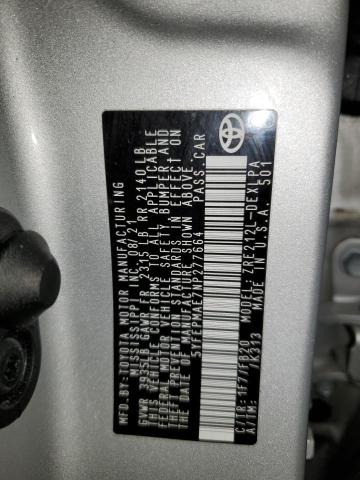 MFD. BY: TOYOTA MOTOR MANUFACTURING
MISSISSIPPI INC. 08/21
GVWR 3935LB GAWR FR 2315 LB RR 2140LB
THIS VEHICLE CONFORMS TO ALL APPLICABLE
FEDERAL MOTOR VEHICLE SAFETY, BUMPER AND
THEFT PREVENTION STANDARDS IN EFFECT ON
THE DATE OF MANUFACTURE SHOWN ABOVE.
PASS. CAR
C/TR: 1F7/FB20
MODEL: ZRE212L-DEXLPA
A/TM: /K313
MADE IN U.S.A. 501
TOYOTA